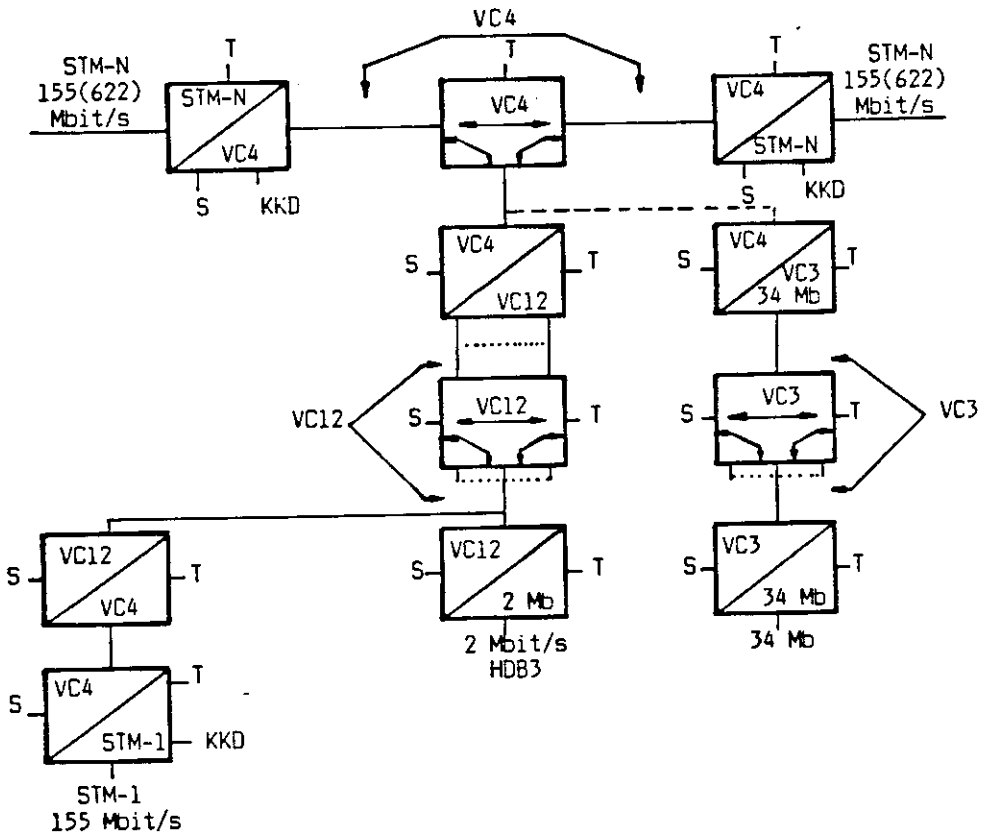 VC4
STM-N
155(622)
Mbit/s
T
STM-N
VC4
S KKD
T
VC4
T
VC4
STM-N
S KKD
STM-N
155(622)
Mbit/s
S
VC4
VC12
T
S
VC4
VC3
34 Mb
T
VC12
S
VC12
T
S
VC3
T
VC3
S
VC12
VC4
T
S
VC12
2 Mb
T
2 Mbit/s
HDB3
S
VC3
34 Mb
T
34 Mb
S
VC4
STM-1
T
KKD
STM-1
155 Mbit/s